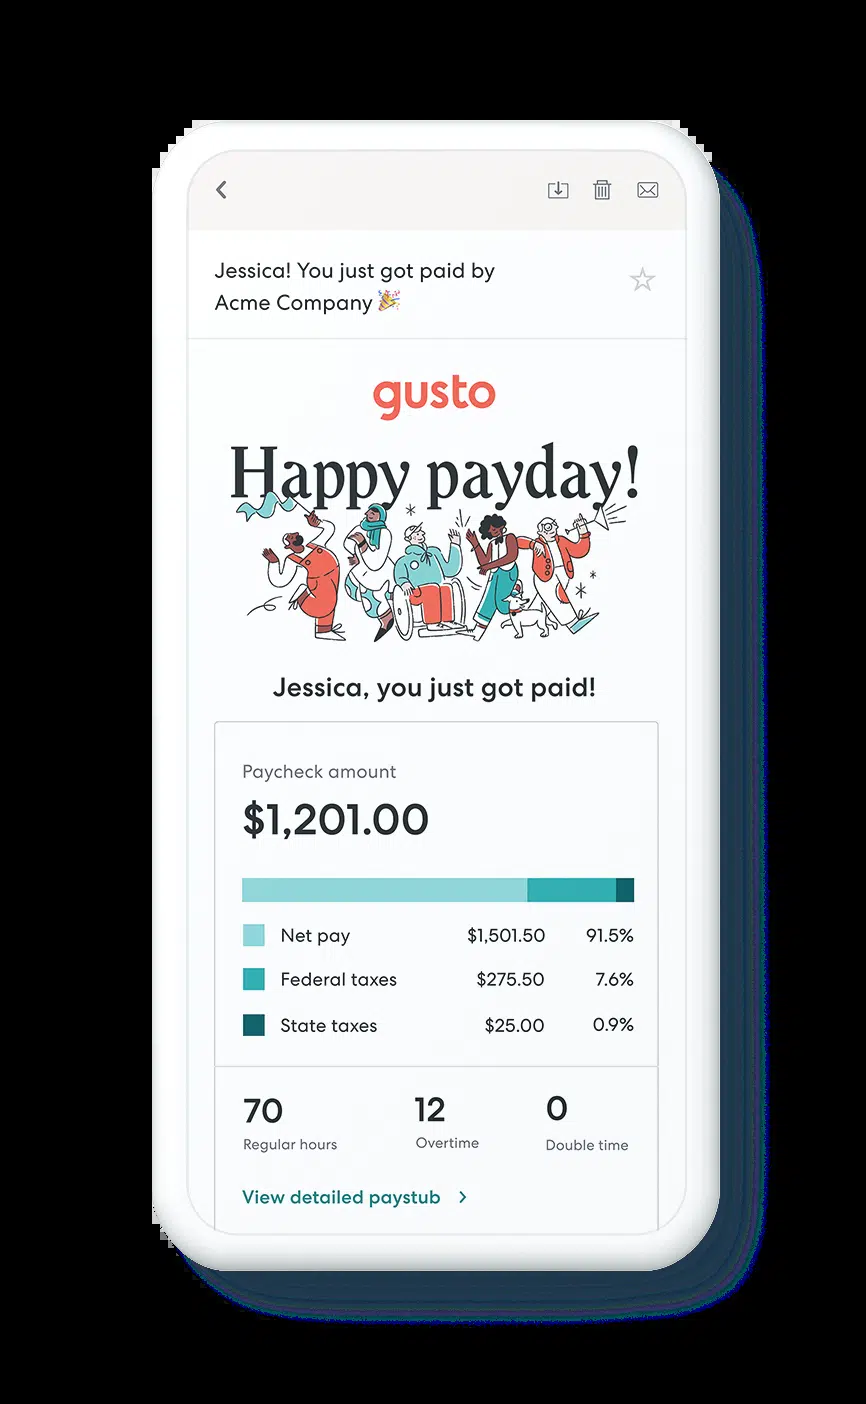 Jessica! You just got paid by
Acme Company 🎉
gusto
Happy payday!
Jessica, you just got paid!
Paycheck amount
$1,201.00
Net pay $1,501.50 91.5%
Federal taxes $275.50 7.6%
State taxes $25.00 0.9%
70 12 0
Regular hours Overtime Double time
View detailed paystub >